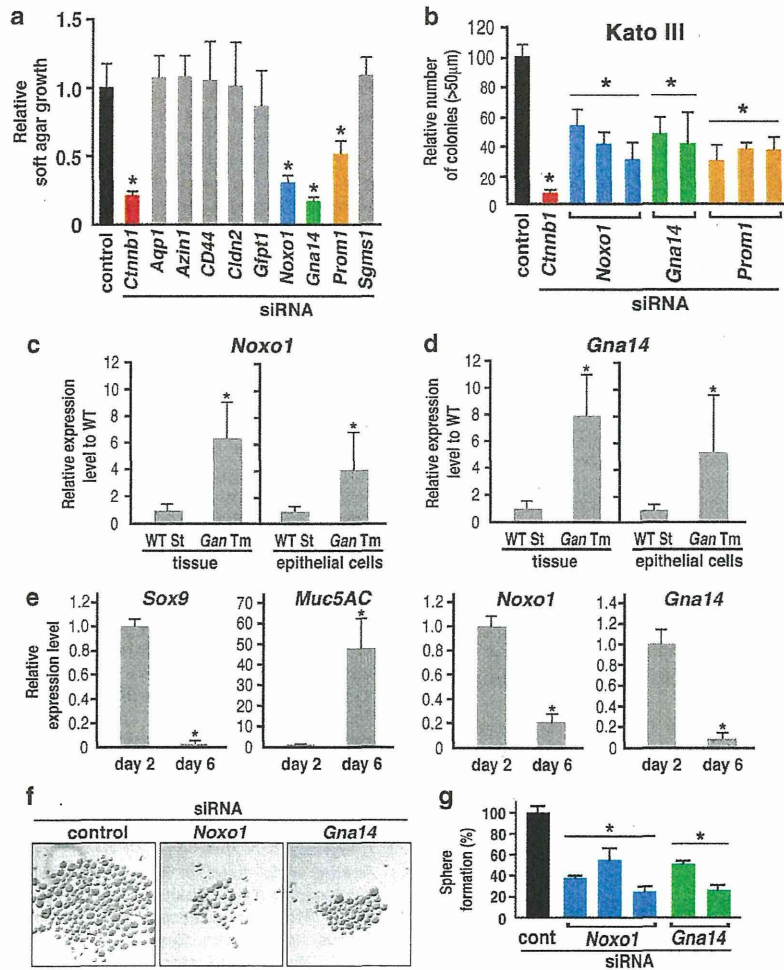 a
Relative
soft agar growth
1.5
1.0
0.5
0
control
Ctnnb1
Aqp1
Azin1
CD44
Cldn2
Gfpt1
Noxo1
Gna14
Prom1
Sgms1
* * * *
siRNA
b
Kato III
Relative number
of colonies (>50μm)
120
100
80
60
40
20
0
* * * *
control
Ctnnb1
Noxo1
Gna14
Prom1
siRNA
c
Noxo1
Relative expression
level to WT
12
10
8
6
4
2
0
* *
WT St Gan Tm WT St Gan Tm
tissue epithelial cells
d
Gna14
Relative expression
level to WT
12
10
8
6
4
2
0
* *
WT St Gan Tm WT St Gan Tm
tissue epithelial cells
e
Relative
expression level
Sox9
1.2
1.0
0.8
0.6
0.4
0.2
0
*
day 2 day 6
Muc5AC
70
60
50
40
30
20
10
0
*
day 2 day 6
Noxo1
1.2
1.0
0.8
0.6
0.4
0.2
0
*
day 2 day 6
Gna14
1.4
1.2
1.0
0.8
0.6
0.4
0.2
0
*
day 2 day 6
f
siRNA
control Noxo1 Gna14
g
Sphere
formation (%)
100
80
60
40
20
0
* *
cont Noxo1 Gna14
siRNA